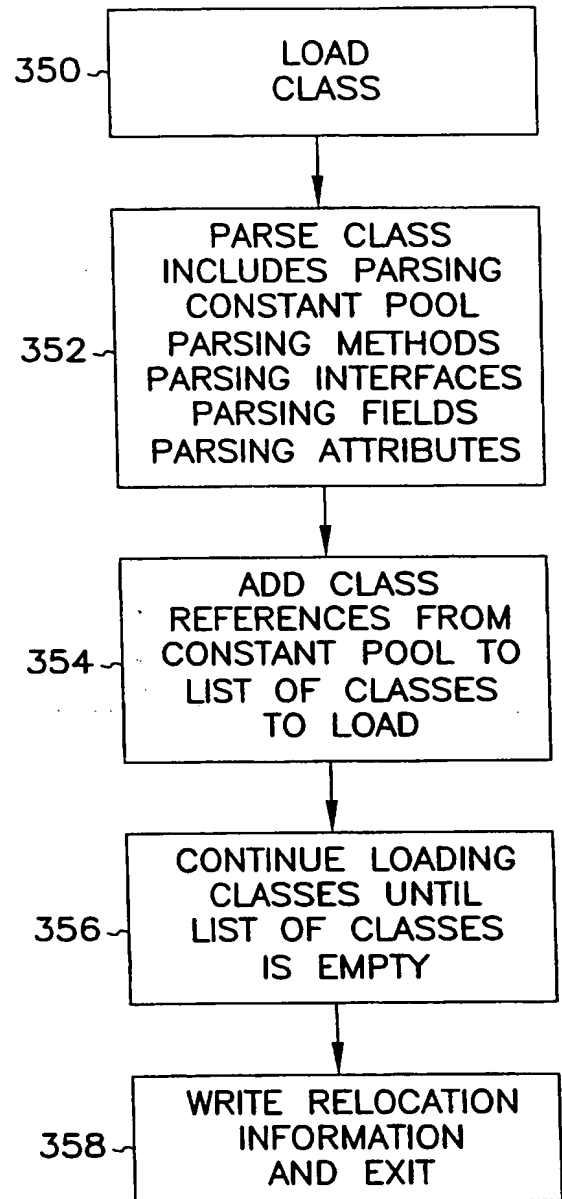 350
LOAD
CLASS
352
PARSE CLASS
INCLUDES PARSING
CONSTANT POOL
PARSING METHODS
PARSING INTERFACES
PARSING FIELDS
PARSING ATTRIBUTES
354
ADD CLASS
REFERENCES FROM
CONSTANT POOL TO
LIST OF CLASSES
TO LOAD
356
CONTINUE LOADING
CLASSES UNTIL
LIST OF CLASSES
IS EMPTY
358
WRITE RELOCATION
INFORMATION
AND EXIT